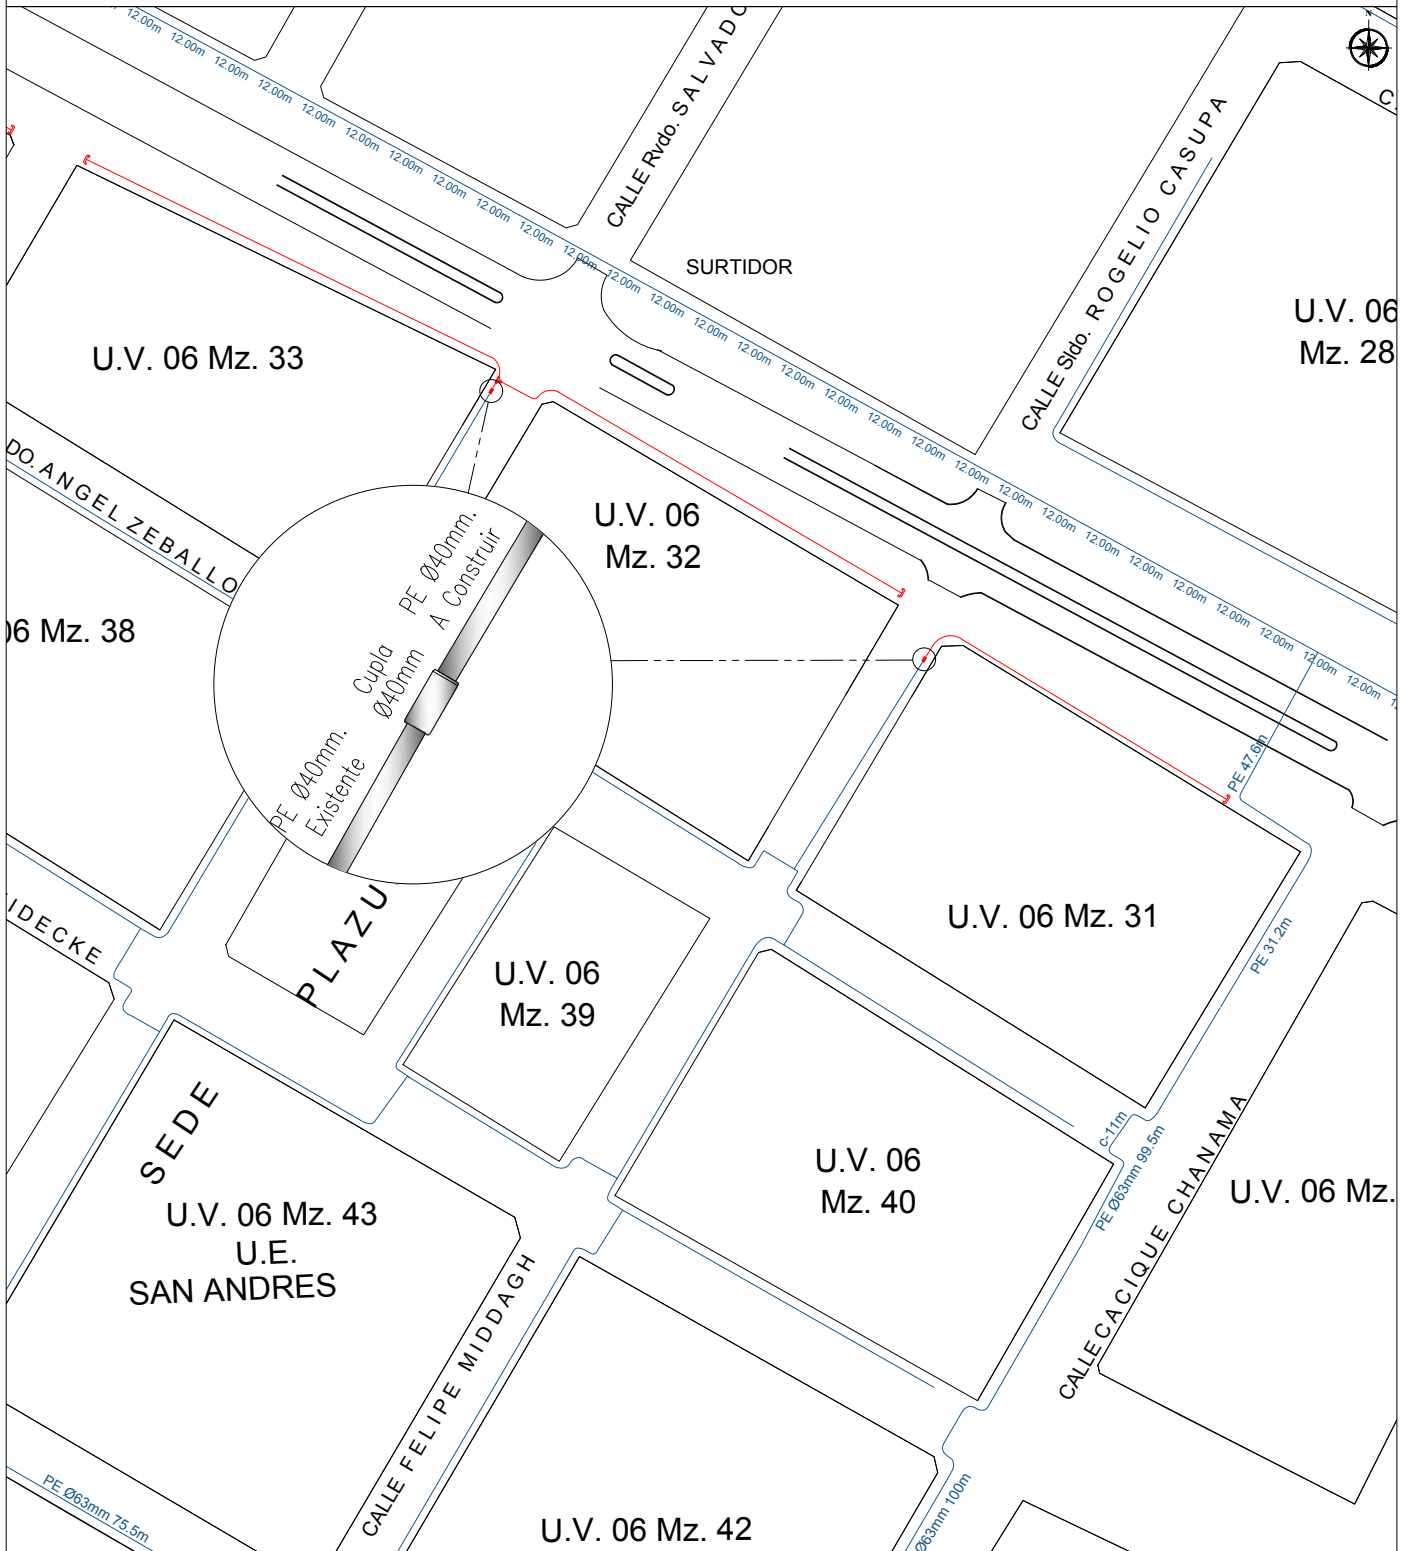 N
12.00m 12.00m 12.00m 12.00m 12.00m 12.00m 12.00m 12.00m 12.00m 12.00m 12.00m 12.00m 12.00m 12.00m 12.00m 12.00m 12.00m 12.00m 12.00m 12.00m 12.00m 12.00m 12.00m 12.00m 12.00m 12.00m 12.00m 12.00m 12.00m
CALLE Rvdo. SALVADO
CALLE Sldo. ROGELIO CASUPA
C.
SURTIDOR
U.V. 06
Mz. 28
U.V. 06 Mz. 33
DO. ANGEL ZEBALLO
U.V. 06
Mz. 32
06 Mz. 38
PE Ø40mm.
A Construir
Cupla
Ø40mm
PE Ø40mm.
Existente
PE 47.6m
IDECKE
PLAZU
U.V. 06
Mz. 39
U.V. 06 Mz. 31
PE 31.2m
SEDE
U.V. 06 Mz. 43
U.E.
SAN ANDRES
U.V. 06
Mz. 40
c-11m
PE Ø63mm 99.5m
CALLE CACIQUE CHANAMA
U.V. 06 Mz.
CALLE FELIPE MIDDAGH
PE Ø63mm 75.5m
U.V. 06 Mz. 42
Ø63mm 100m